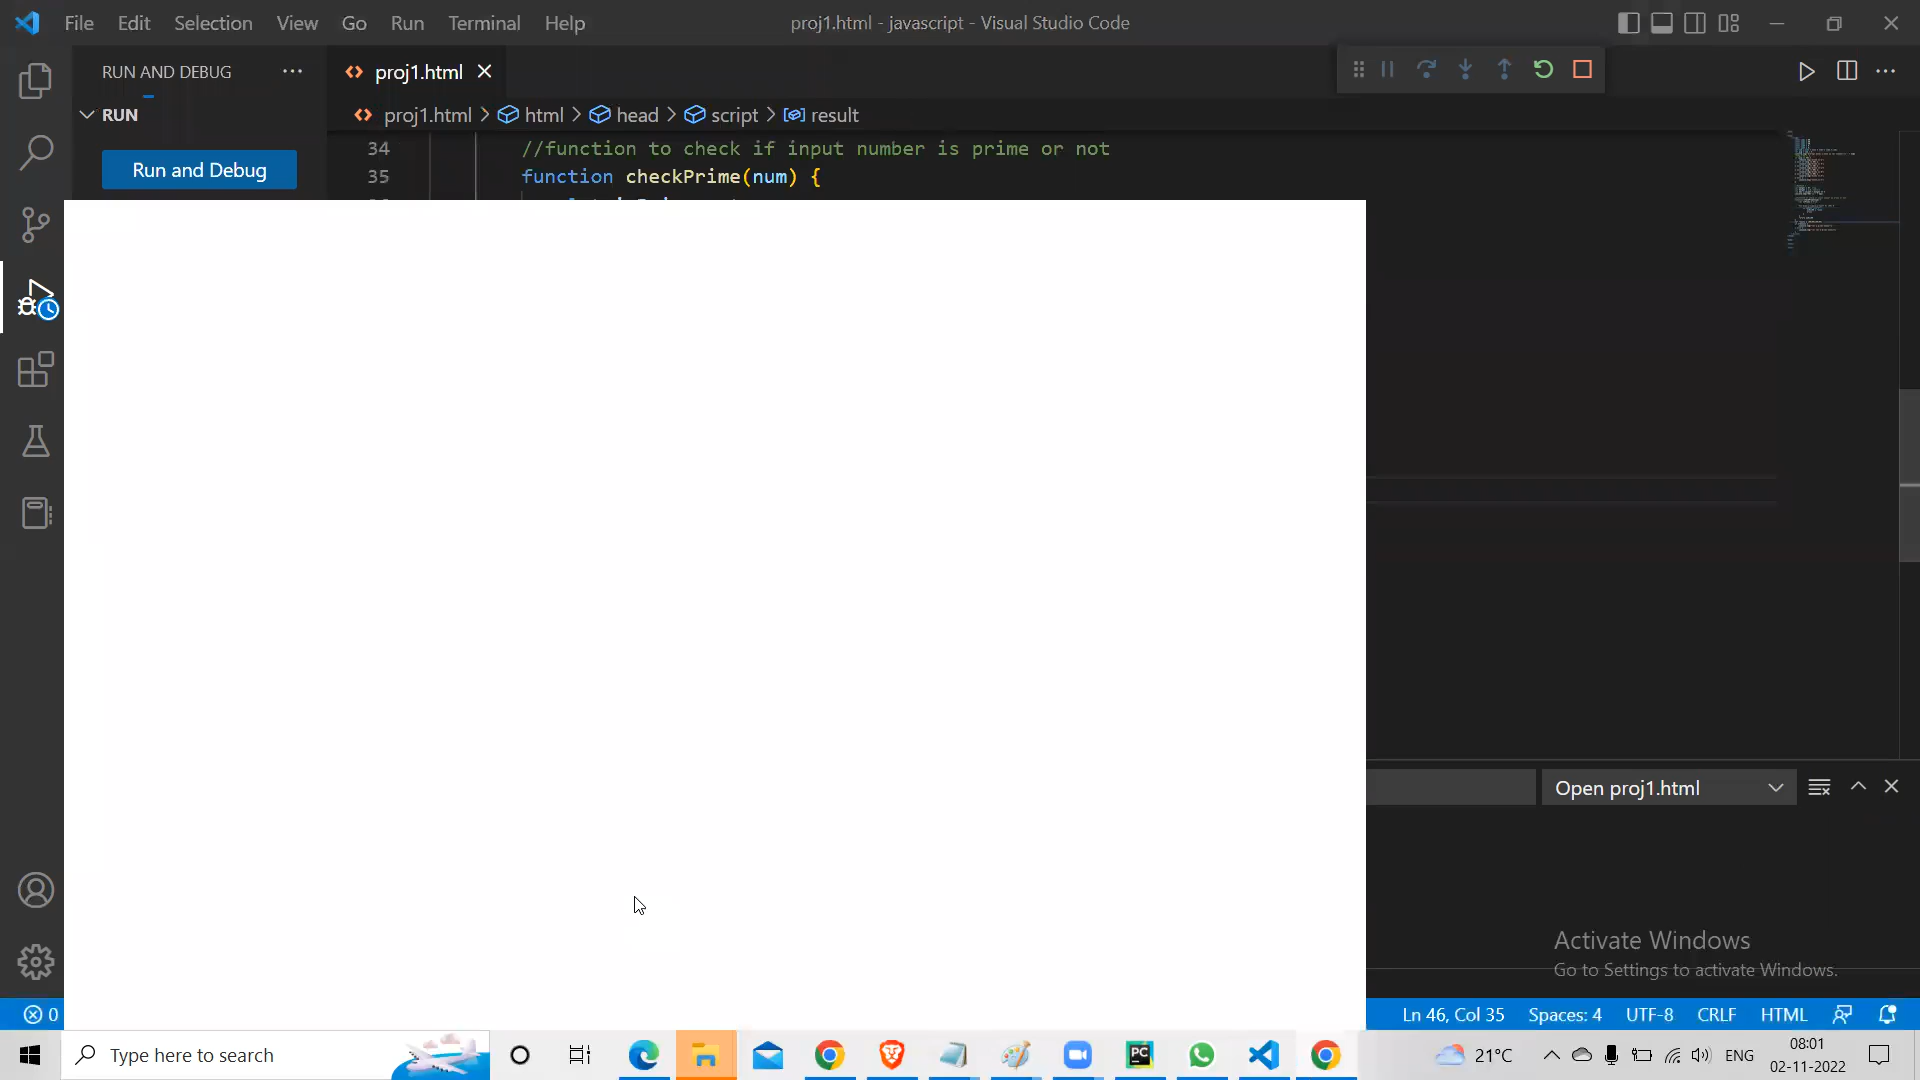 File Edit Selection View Go Run Terminal Help
proj1.html - javascript - Visual Studio Code
RUN AND DEBUG
proj1.html
RUN
proj1.html > html > head > script > result
Run and Debug
34 //function to check if input number is prime or not
35 function checkPrime(num) {
Open proj1.html
Activate Windows
Go to Settings to activate Windows.
0
Ln 46, Col 35 Spaces: 4 UTF-8 CRLF HTML
Type here to search
PC
21°C
ENG
08:01
02-11-2022